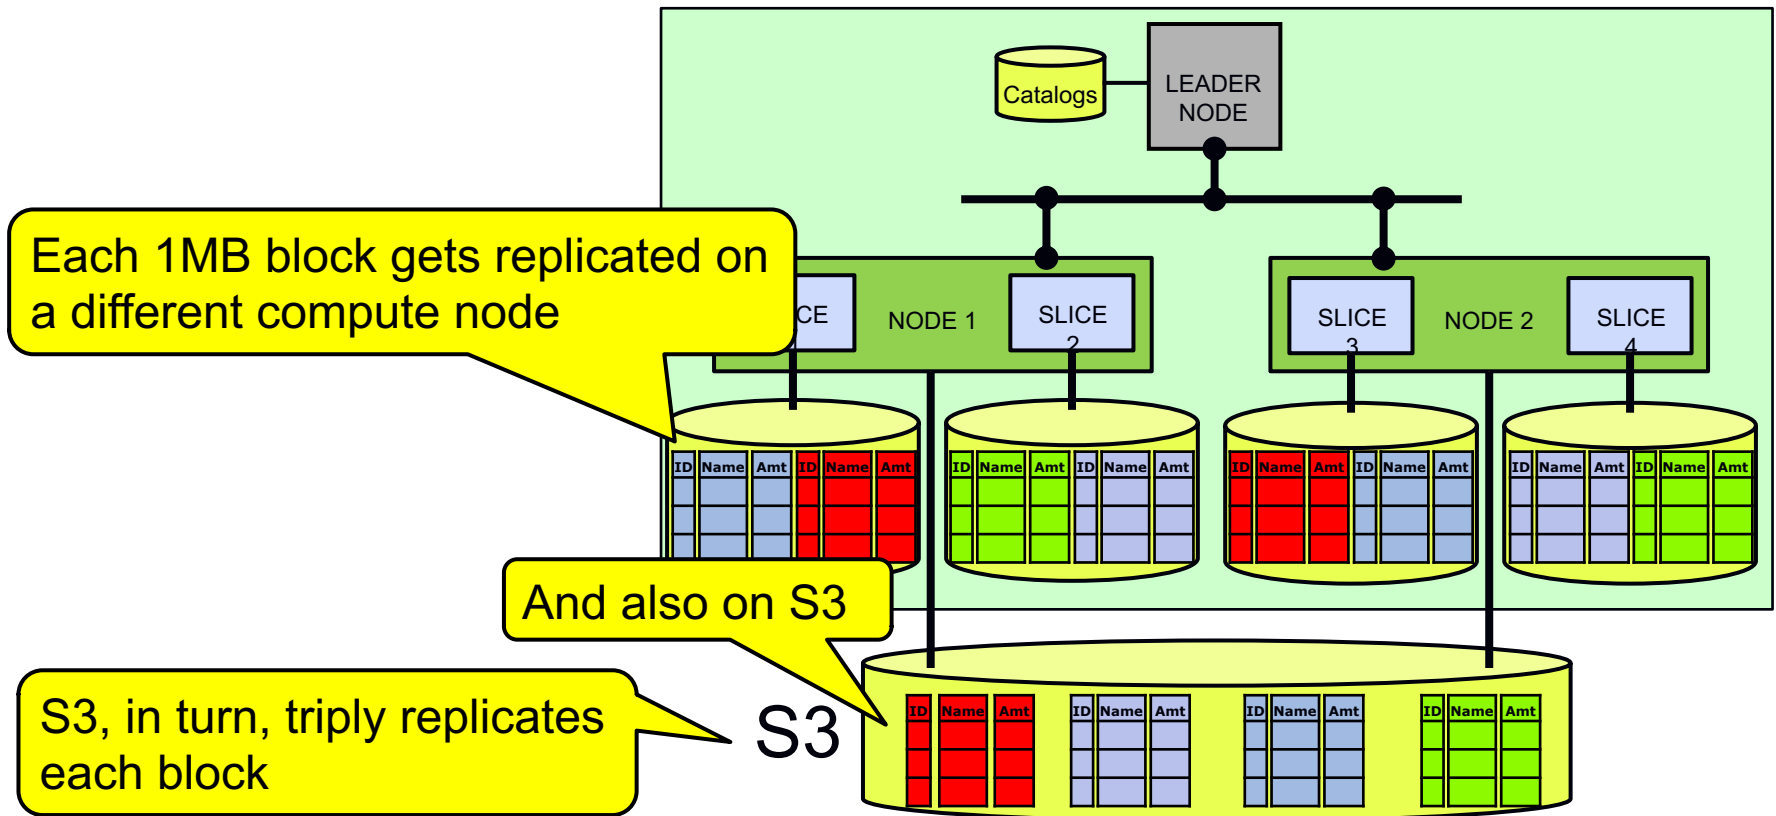 Catalogs
LEADER
NODE
Each 1MB block gets replicated on
a different compute node
CE
NODE 1
SLICE
2
SLICE
3
NODE 2
SLICE
4
ID Name Amt ID Name Amt
ID Name Amt ID Name Amt
ID Name Amt ID Name Amt
ID Name Amt ID Name Amt
And also on S3
S3, in turn, triply replicates
each block
S3
ID Name Amt
ID Name Amt
ID Name Amt
ID Name Amt